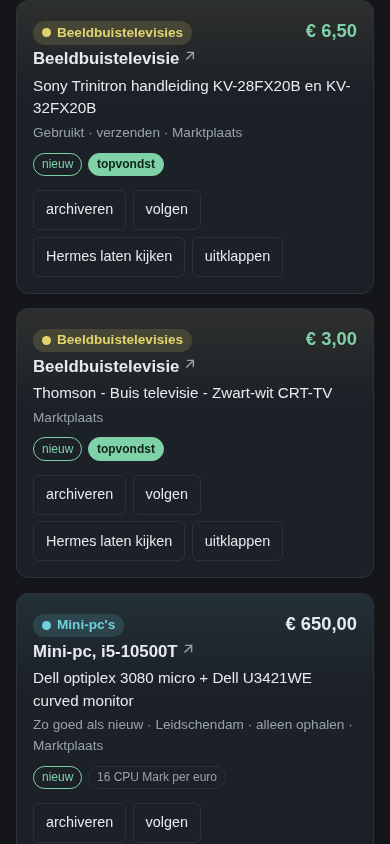 Beeldbuistelevisies € 6,50
Beeldbuistelevisie ↗
Sony Trinitron handleiding KV-28FX20B en KV-
32FX20B
Gebruikt · verzenden · Marktplaats
nieuw topvondst
archiveren volgen
Hermes laten kijken uitklappen
Beeldbuistelevisies € 3,00
Beeldbuistelevisie ↗
Thomson - Buis televisie - Zwart-wit CRT-TV
Marktplaats
nieuw topvondst
archiveren volgen
Hermes laten kijken uitklappen
Mini-pc's € 650,00
Mini-pc, i5-10500T ↗
Dell optiplex 3080 micro + Dell U3421WE
curved monitor
Zo goed als nieuw · Leidschendam · alleen ophalen ·
Marktplaats
nieuw 16 CPU Mark per euro
archiveren volgen